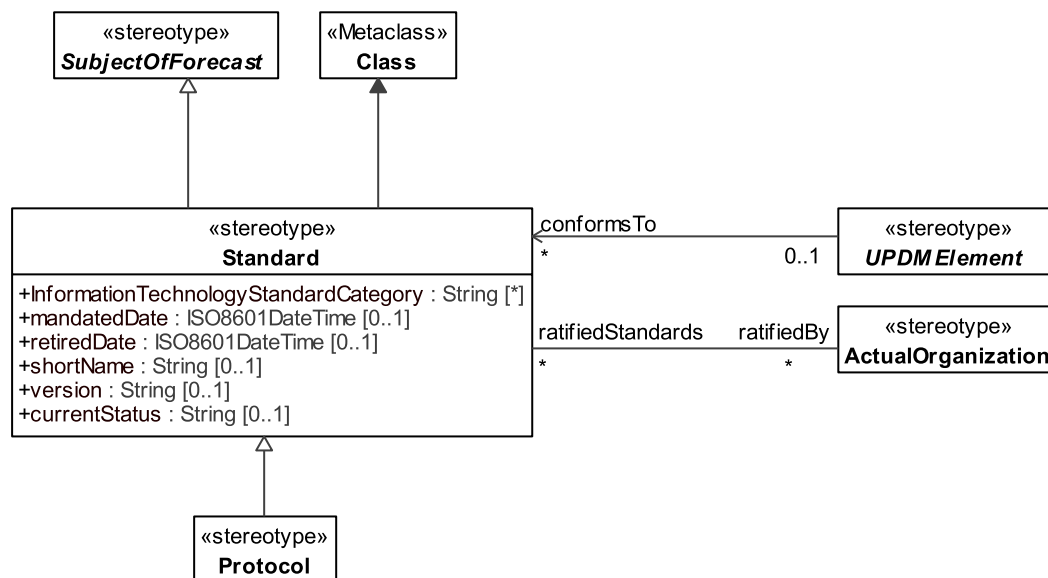 «stereotype»
SubjectOfForecast
«Metaclass»
Class
«stereotype»
Standard
+InformationTechnologyStandardCategory : String [*]
+mandatedDate : ISO8601DateTime [0..1]
+retiredDate : ISO8601DateTime [0..1]
+shortName : String [0..1]
+version : String [0..1]
+currentStatus : String [0..1]
conformsTo
*
0..1
«stereotype»
UPDMElement
ratifiedStandards
*
ratifiedBy
*
«stereotype»
ActualOrganization
«stereotype»
Protocol